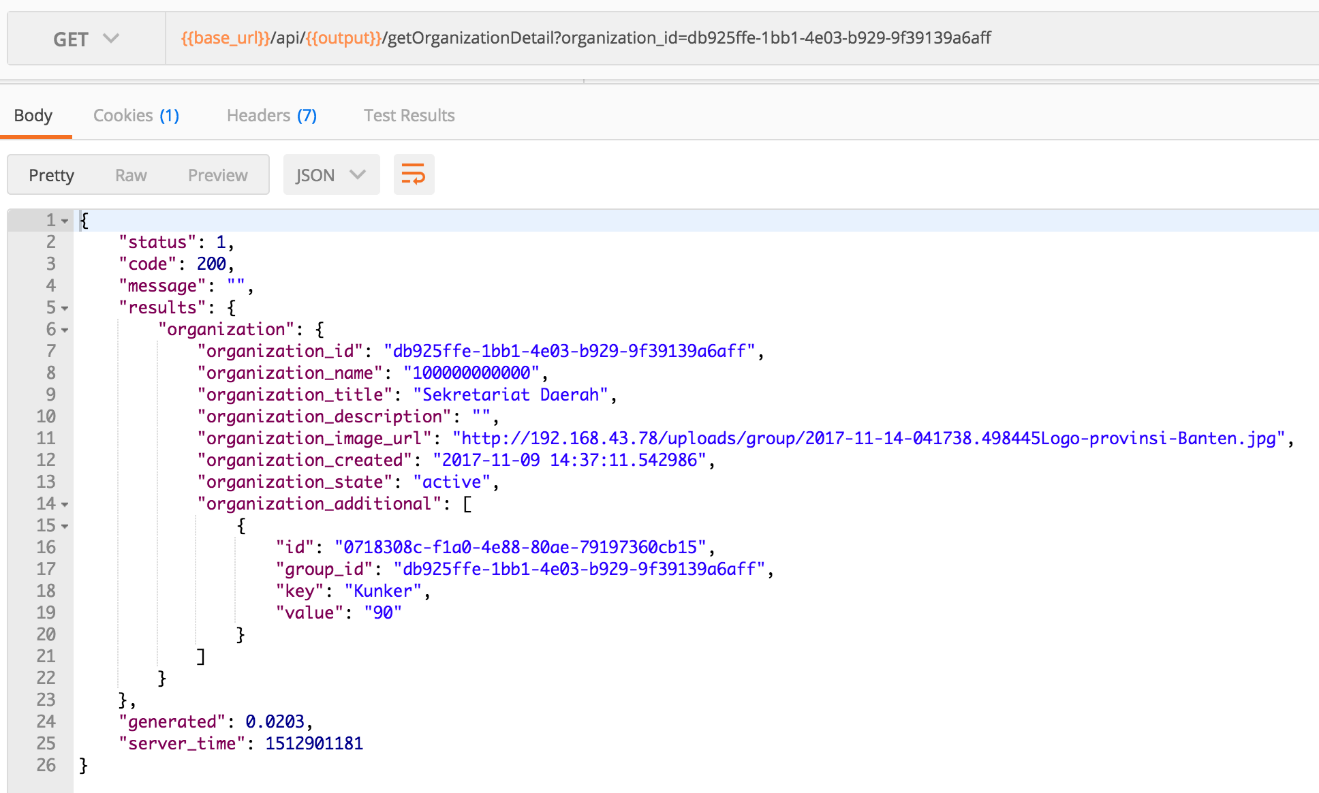 GET {{base_url}}/api/{{output}}/getOrganizationDetail?organization_id=db925ffe-1bb1-4e03-b929-9f39139a6aff
Body Cookies (1) Headers (7) Test Results
Pretty Raw Preview JSON
1 {
2 "status": 1,
3 "code": 200,
4 "message": "",
5 "results": {
6 "organization": {
7 "organization_id": "db925ffe-1bb1-4e03-b929-9f39139a6aff",
8 "organization_name": "100000000000",
9 "organization_title": "Sekretariat Daerah",
10 "organization_description": "",
11 "organization_image_url": "http://192.168.43.78/uploads/group/2017-11-14-041738.498445Logo-provinsi-Banten.jpg",
12 "organization_created": "2017-11-09 14:37:11.542986",
13 "organization_state": "active",
14 "organization_additional": [
15 {
16 "id": "0718308c-f1a0-4e88-80ae-79197360cb15",
17 "group_id": "db925ffe-1bb1-4e03-b929-9f39139a6aff",
18 "key": "Kunker",
19 "value": "90"
20 }
21 ]
22 }
23 },
24 "generated": 0.0203,
25 "server_time": 1512901181
26 }